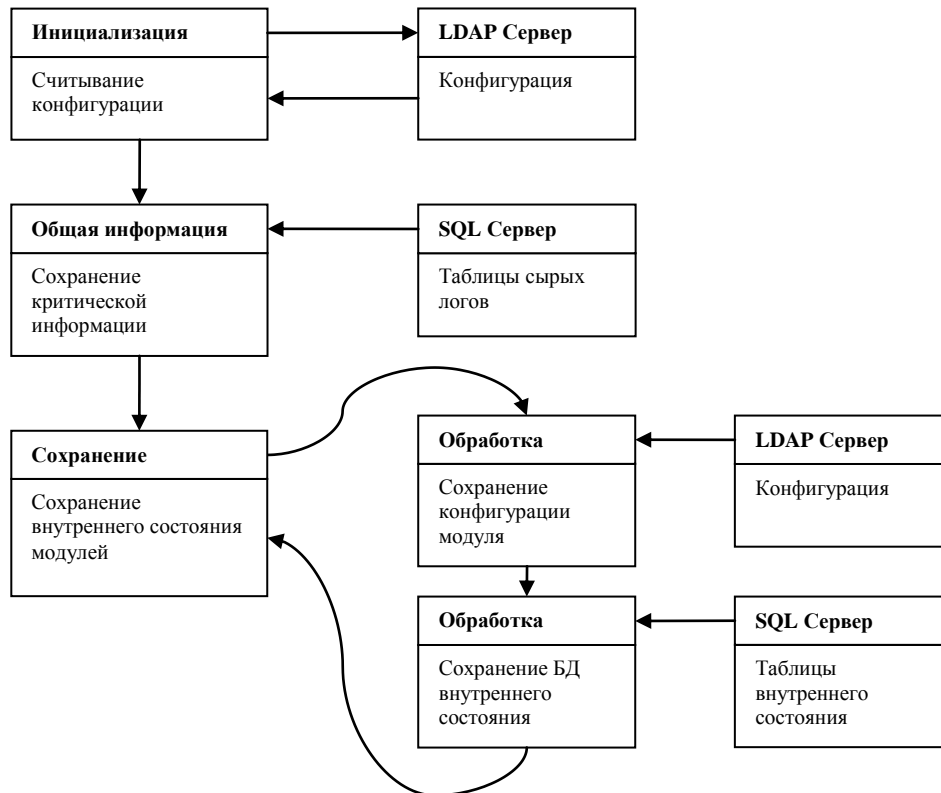 Инициализация
Считывание
конфигурации
LDAP Сервер
Конфигурация
Общая информация
Сохранение
критической
информации
SQL Сервер
Таблицы сырых
логов
Сохранение
Сохранение
внутреннего состояния
модулей
Обработка
Сохранение
конфигурации
модуля
LDAP Сервер
Конфигурация
Обработка
Сохранение БД
внутреннего
состояния
SQL Сервер
Таблицы
внутреннего
состояния